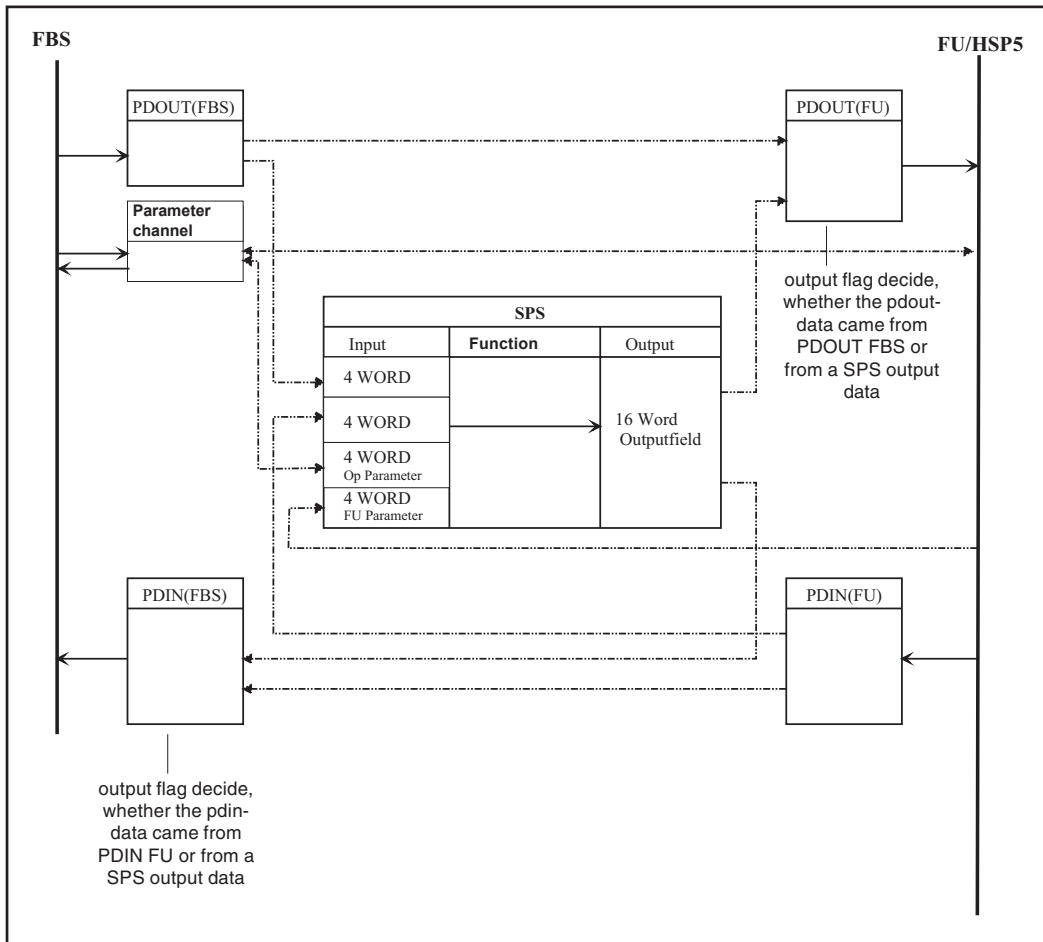 FBS
FU/HSP5
PDOUT(FBS)
PDOUT(FU)
Parameter
channel
output flag decide,
whether the pdout-
data came from
PDOUT FBS or
from a SPS output
data
SPS
Input
Function
Output
4 WORD
4 WORD
16 Word
Outputfield
4 WORD
Op Parameter
4 WORD
FU Parameter
PDIN(FBS)
PDIN(FU)
output flag decide,
whether the pdin-
data came from
PDIN FU or from a
SPS output data